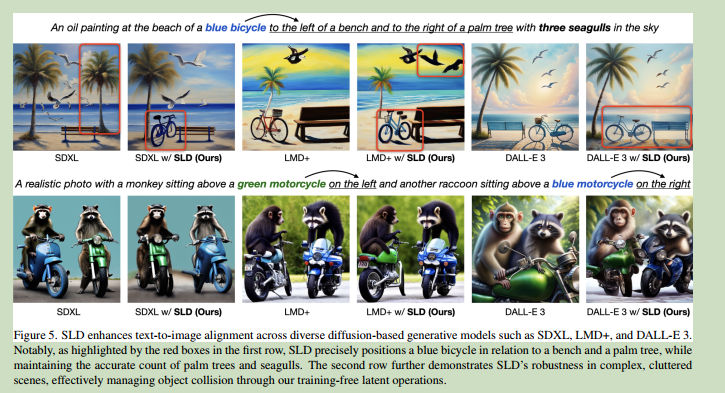 An oil painting at the beach of a blue bicycle to the left of a bench and to the right of a palm tree with three seagulls in the sky
SDXL
SDXL w/ SLD (Ours)
LMD+
LMD+ w/ SLD (Ours)
DALL-E 3
DALL-E 3 w/ SLD (Ours)
A realistic photo with a monkey sitting above a green motorcycle on the left and another raccoon sitting above a blue motorcycle on the right
SDXL
SDXL w/ SLD (Ours)
LMD+
LMD+ w/ SLD (Ours)
DALL-E 3
DALL-E 3 w/ SLD (Ours)
Figure 5. SLD enhances text-to-image alignment across diverse diffusion-based generative models such as SDXL, LMD+, and DALL-E 3.
Notably, as highlighted by the red boxes in the first row, SLD precisely positions a blue bicycle in relation to a bench and a palm tree, while
maintaining the accurate count of palm trees and seagulls. The second row further demonstrates SLD's robustness in complex, cluttered
scenes, effectively managing object collision through our training-free latent operations.